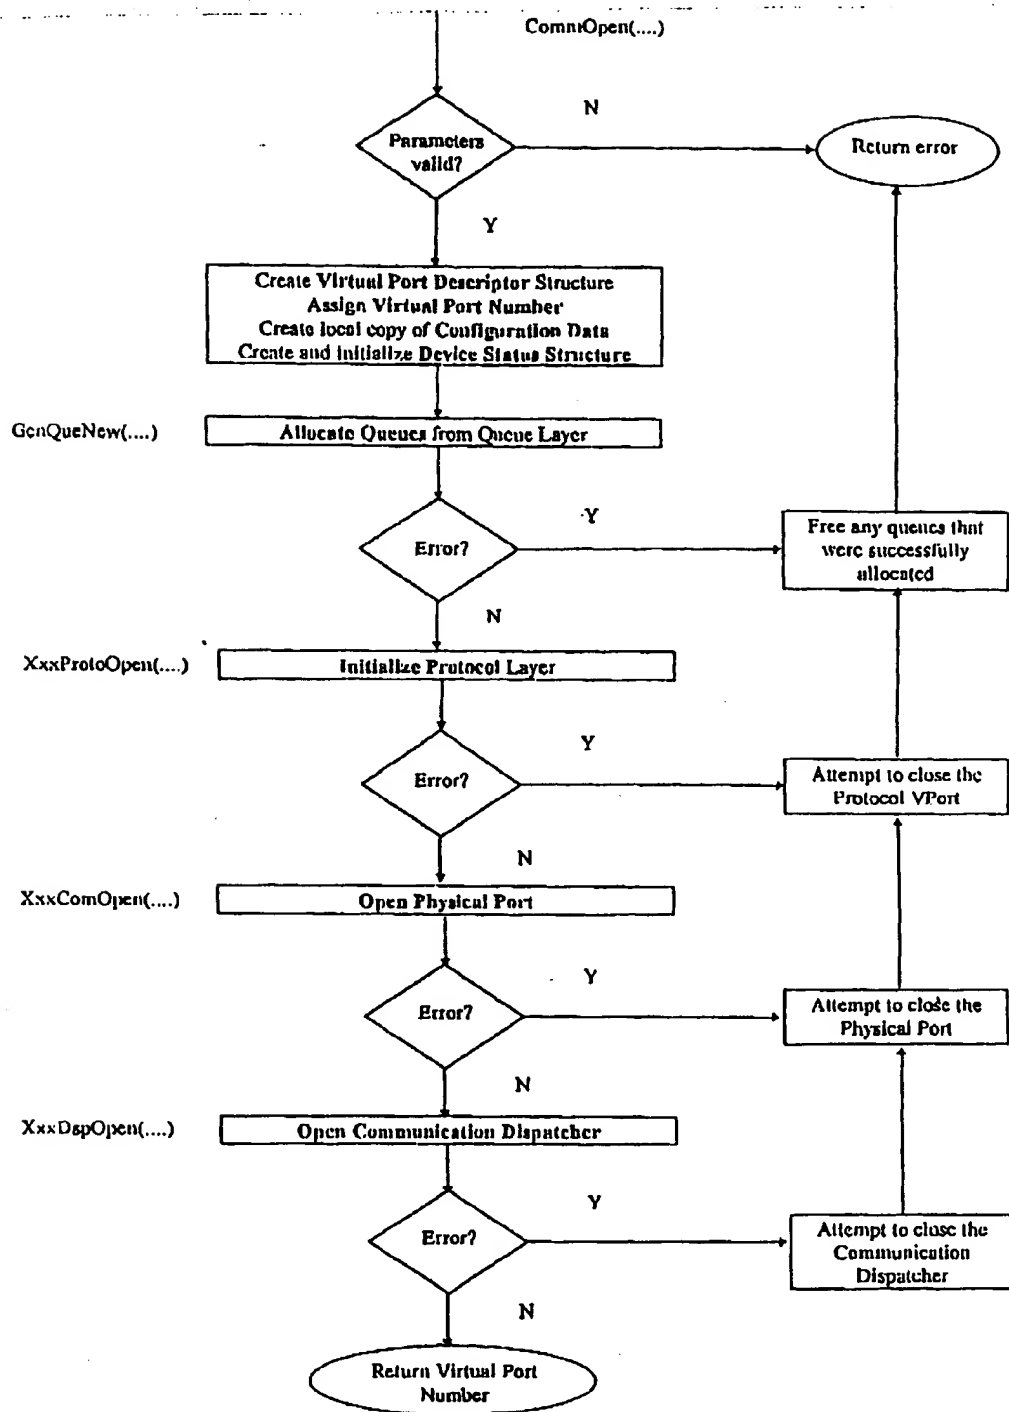 CommOpen(....)
N
Parameters
valid?
Return error
Y
Create Virtual Port Descriptor Structure
Assign Virtual Port Number
Create local copy of Configuration Data
Create and Initialize Device Status Structure
GenQueNew(....)
Allocate Queues from Queue Layer
Y
Error?
Free any queues that
were successfully
allocated
N
XxxProtoOpen(....)
Initialize Protocol Layer
Y
Error?
Attempt to close the
Protocol VPort
N
XxxComOpen(....)
Open Physical Port
Y
Error?
Attempt to close the
Physical Port
N
XxxDspOpen(....)
Open Communication Dispatcher
Y
Error?
Attempt to close the
Communication
Dispatcher
N
Return Virtual Port
Number